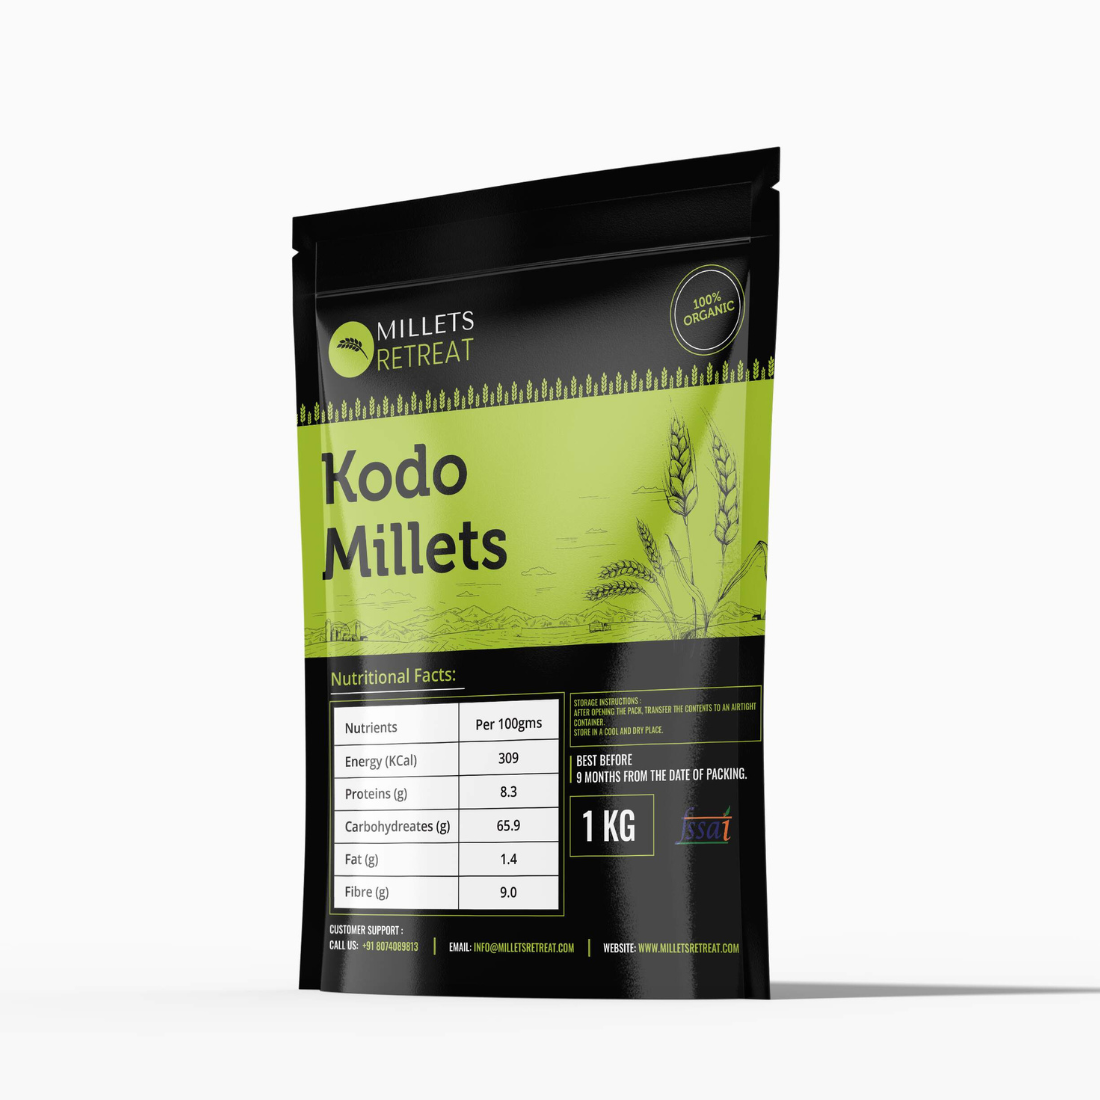 MILLETS
RETREAT
100%
ORGANIC
Kodo
Millets
Nutritional Facts:
Nutrients Per 100gms
Energy (KCal) 309
Proteins (g) 8.3
Carbohydreates (g) 65.9
Fat (g) 1.4
Fibre (g) 9.0
STORAGE INSTRUCTIONS :
AFTER OPENING THE PACK, TRANSFER THE CONTENTS TO AN AIRTIGHT
CONTAINER.
STORE IN A COOL AND DRY PLACE.
BEST BEFORE
9 MONTHS FROM THE DATE OF PACKING.
1 KG
fssai
CUSTOMER SUPPORT :
CALL US: +91 8074089813 | EMAIL: INFO@MILLETSRETREAT.COM | WEBSITE: WWW.MILLETSRETREAT.COM